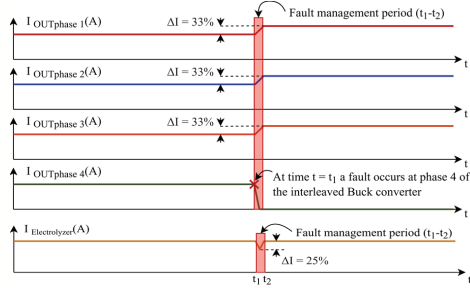 I OUTphase 1(A)
ΔI = 33%
Fault management period (t1-t2)
t
I OUTphase 2(A)
ΔI = 33%
t
I OUTphase 3(A)
ΔI = 33%
t
I OUTphase 4(A)
At time t = t1 a fault occurs at phase 4 of
the interleaved Buck converter
t
I Electrolyzer(A)
Fault management period (t1-t2)
ΔI = 25%
t1 t2
t